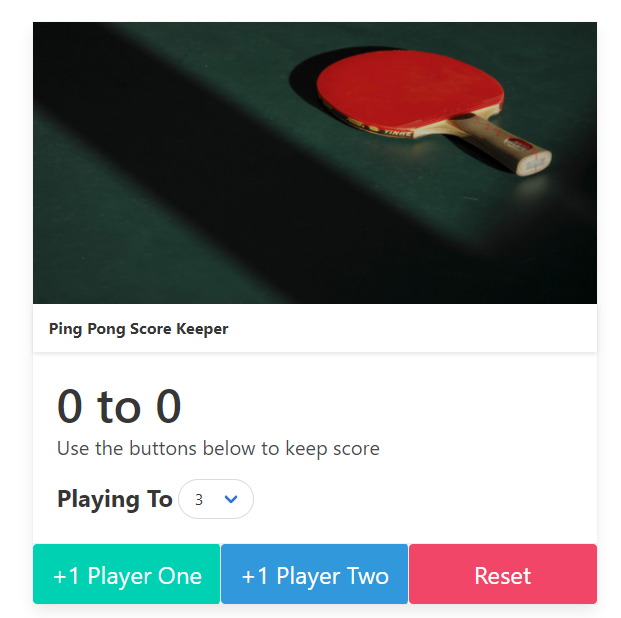 YINHE
Ping Pong Score Keeper
0 to 0
Use the buttons below to keep score
Playing To 3
+1 Player One +1 Player Two Reset